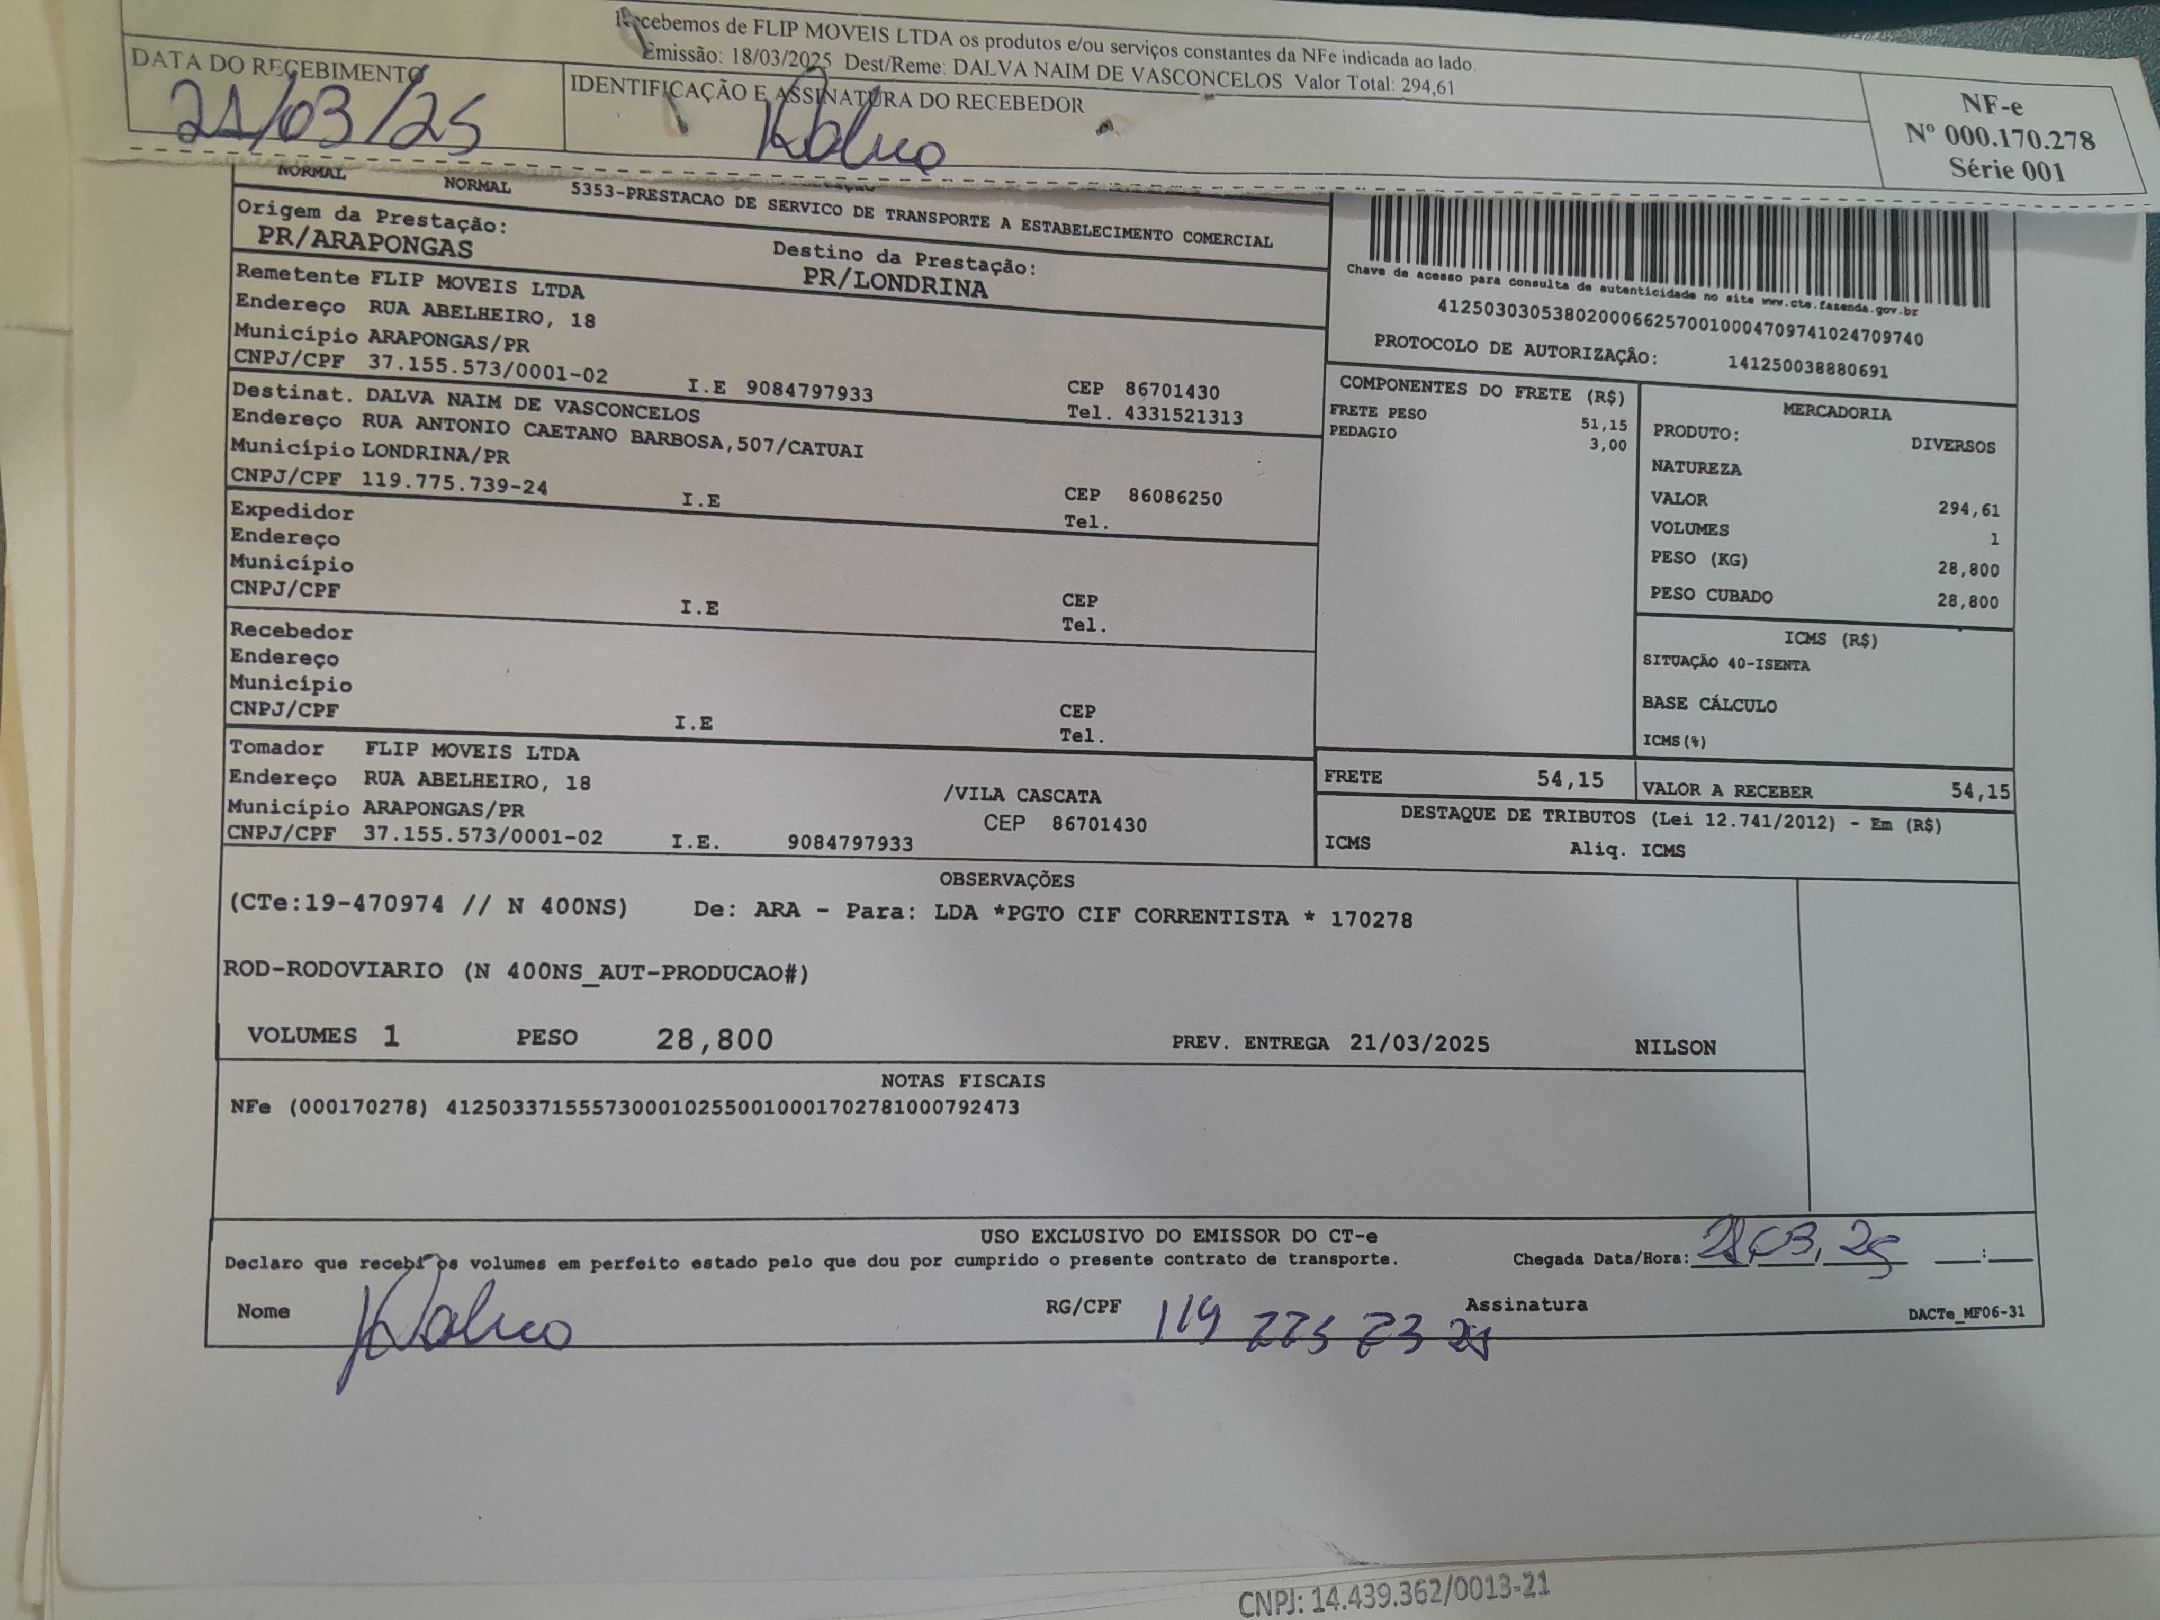 Recebemos de FLIP MOVEIS LTDA os produtos e/ou serviços constantes da NFe indicada ao lado.
Emissão: 18/03/2025 Dest/Reme: DALVA NAIM DE VASCONCELOS Valor Total: 294,61
DATA DO RECEBIMENTO
21/03/25
IDENTIFICAÇÃO E ASSINATURA DO RECEBEDOR
NF-e
Nº 000.170.278
Série 001
NORMAL NORMAL 5353-PRESTACAO DE SERVICO DE TRANSPORTE A ESTABELECIMENTO COMERCIAL
Origem da Prestação:
PR/ARAPONGAS
Destino da Prestação:
PR/LONDRINA
Remetente FLIP MOVEIS LTDA
Endereço RUA ABELHEIRO, 18
Município ARAPONGAS/PR
CNPJ/CPF 37.155.573/0001-02 I.E 9084797933
CEP 86701430
Tel. 4331521313
Destinat. DALVA NAIM DE VASCONCELOS
Endereço RUA ANTONIO CAETANO BARBOSA,507/CATUAI
Município LONDRINA/PR
CNPJ/CPF 119.775.739-24 I.E
CEP 86086250
Tel.
Expedidor
Endereço
Município
CNPJ/CPF I.E
CEP
Tel.
Recebedor
Endereço
Município
CNPJ/CPF I.E
CEP
Tel.
Tomador FLIP MOVEIS LTDA
Endereço RUA ABELHEIRO, 18 /VILA CASCATA
Município ARAPONGAS/PR CEP 86701430
CNPJ/CPF 37.155.573/0001-02 I.E. 9084797933
Chave de acesso para consulta de autenticidade no site www.cte.fazenda.gov.br
41250303053802000662570010004709741024709740
PROTOCOLO DE AUTORIZAÇÃO: 141250038880691
COMPONENTES DO FRETE (R$)
FRETE PESO 51,15
PEDAGIO 3,00
MERCADORIA
PRODUTO: DIVERSOS
NATUREZA
VALOR 294,61
VOLUMES 1
PESO (KG) 28,800
PESO CUBADO 28,800
ICMS (R$)
SITUAÇÃO 40-ISENTA
BASE CÁLCULO
ICMS(%)
FRETE 54,15
VALOR A RECEBER 54,15
DESTAQUE DE TRIBUTOS (Lei 12.741/2012) - Em (R$)
ICMS Aliq. ICMS
OBSERVAÇÕES
(CTe:19-470974 // N 400NS) De: ARA - Para: LDA *PGTO CIF CORRENTISTA * 170278
ROD-RODOVIARIO (N 400NS_AUT-PRODUCAO#)
VOLUMES 1 PESO 28,800 PREV. ENTREGA 21/03/2025 NILSON
NOTAS FISCAIS
NFe (000170278) 41250337155573000102550010001702781000792473
USO EXCLUSIVO DO EMISSOR DO CT-e
Declaro que recebi os volumes em perfeito estado pelo que dou por cumprido o presente contrato de transporte.
Chegada Data/Hora: 21,03,25 __:__
Nome RG/CPF 119 Assinatura
DACTe_MF06-31
CNPJ: 14.439.362/0013-21